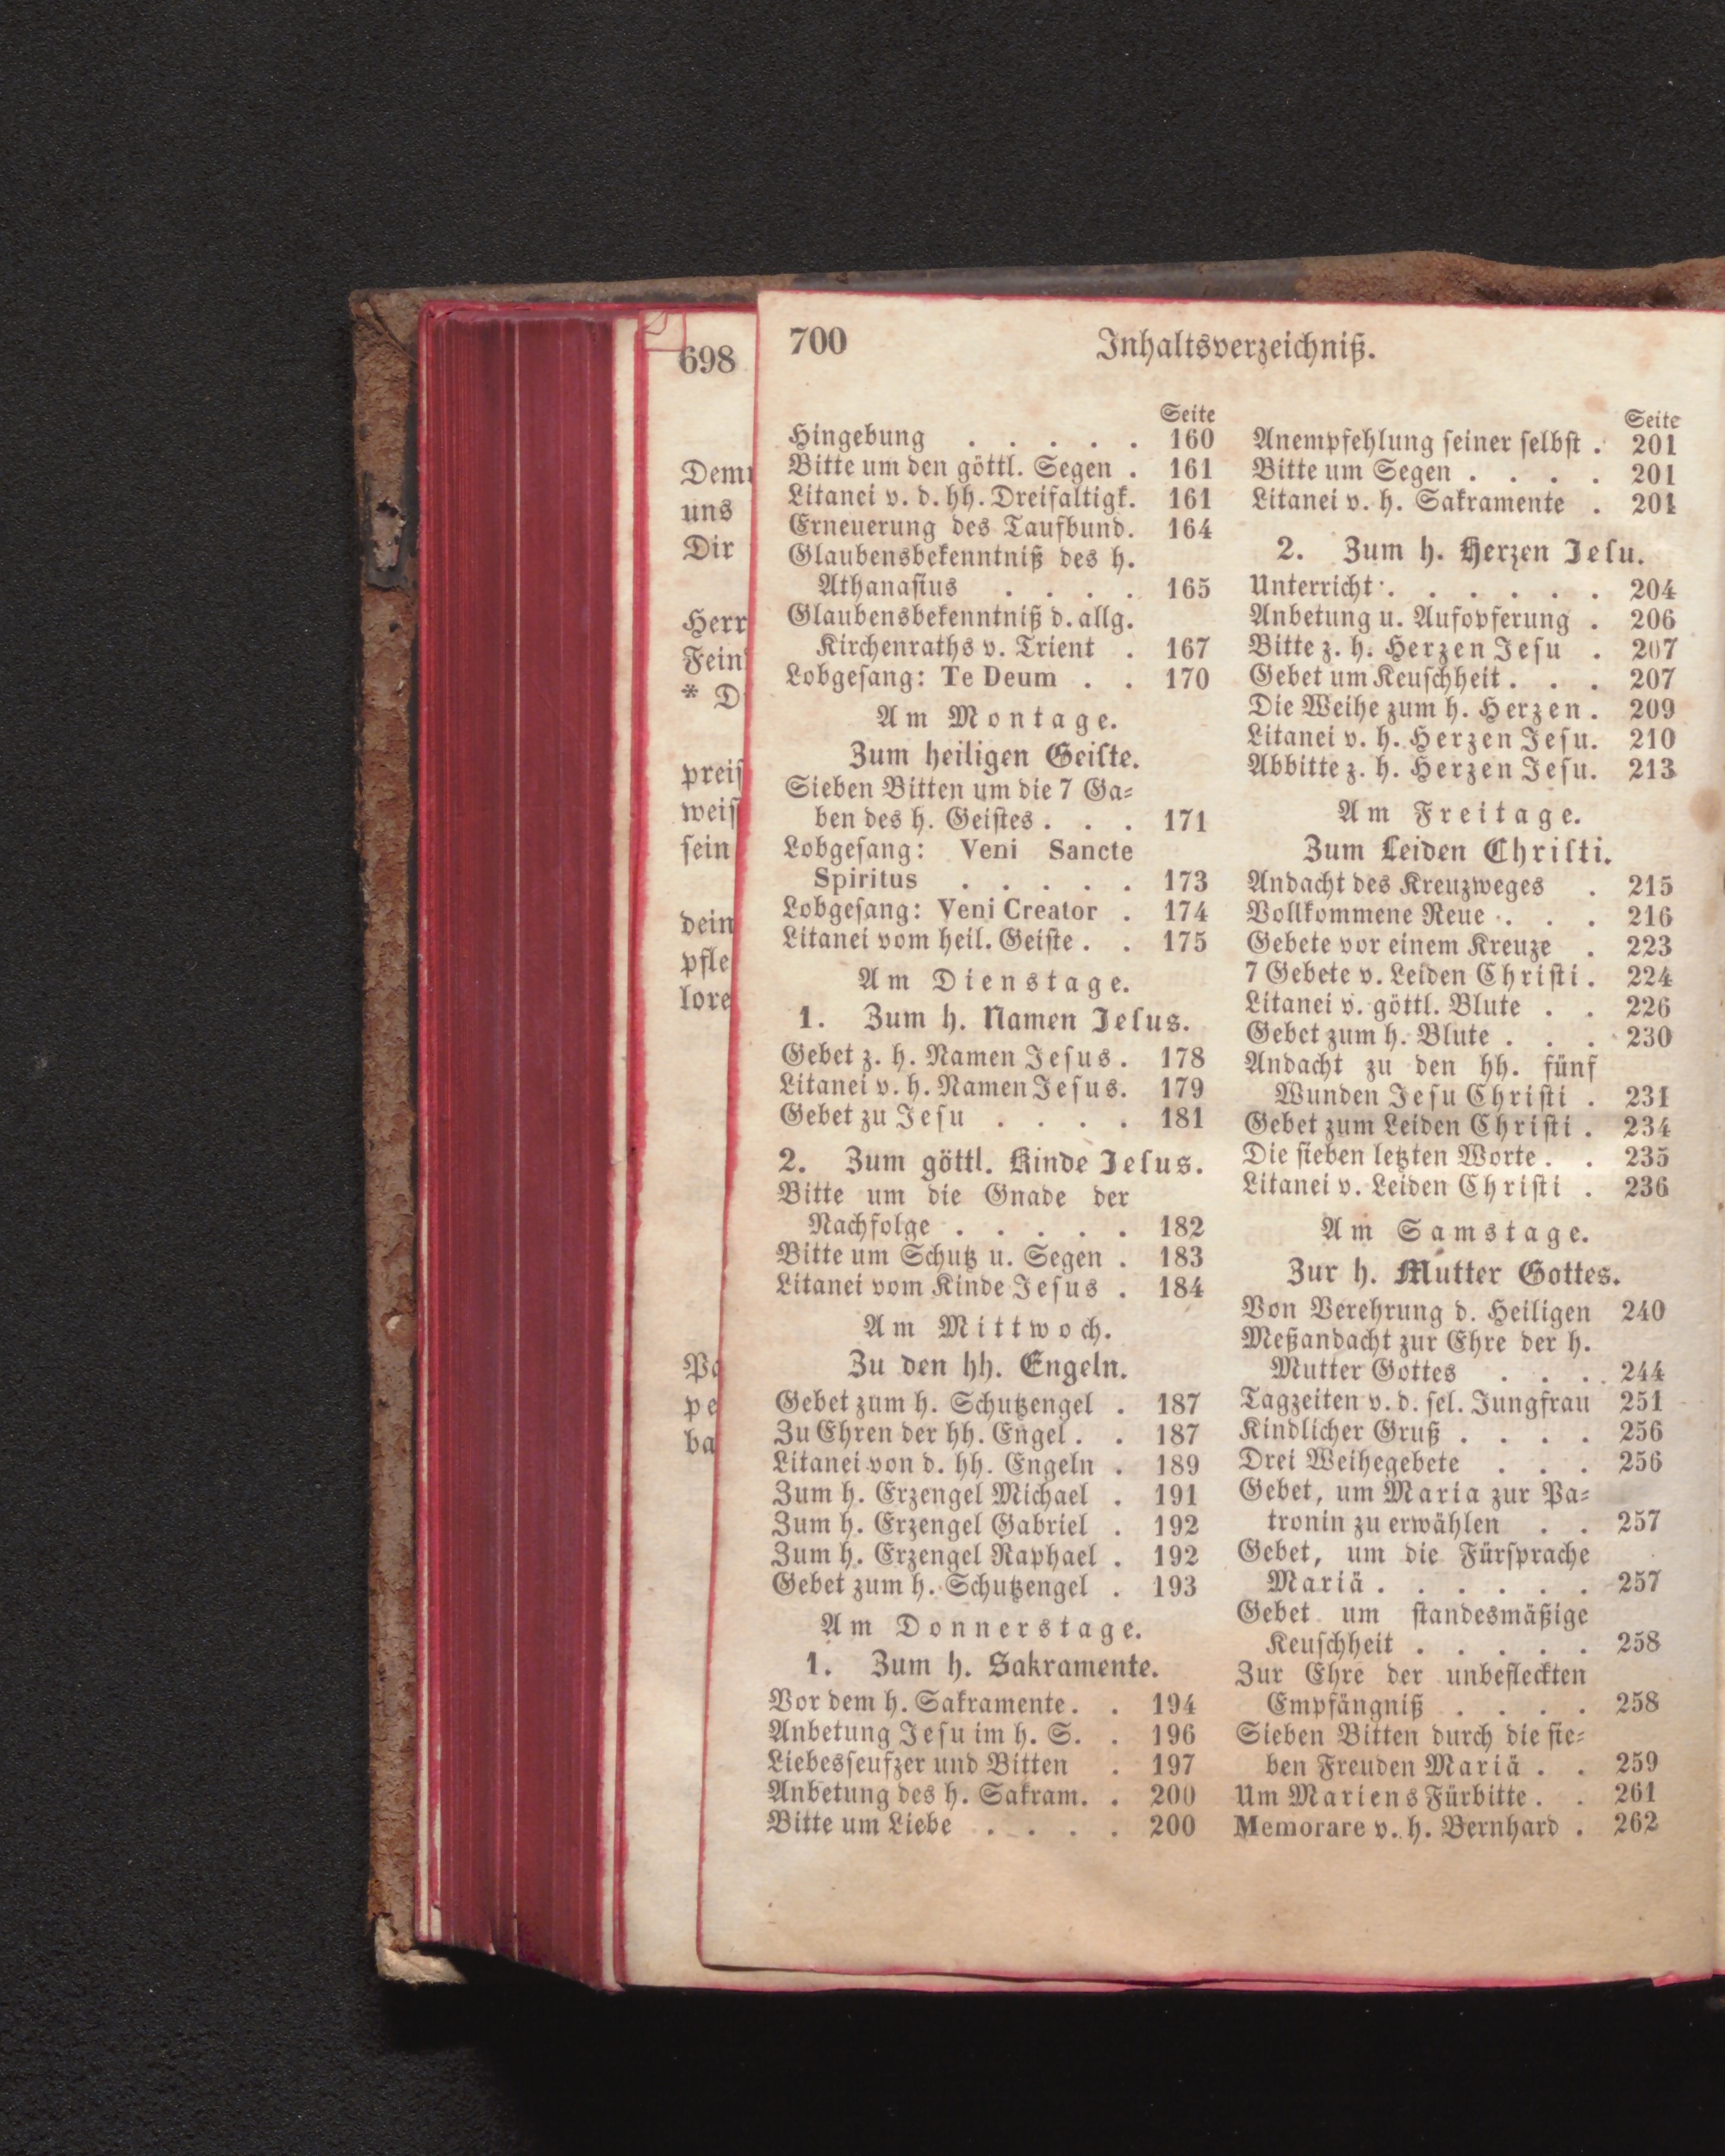 698
Dem
uns
Dir
Herr
Fein
* D
preiſ
weiſ
ſein
dein
pfle
lore
Pa
pe
ba
700
Inhaltsverzeichniß.
Seite
Hingebung . . . . . 160
Bitte um den göttl. Segen . 161
Litanei v. d. hh. Dreifaltigk. 161
Erneuerung des Taufbund. 164
Glaubensbekenntniß des h.
Athanaſius . . . . 165
Glaubensbekenntniß d. allg.
Kirchenraths v. Trient . 167
Lobgeſang: Te Deum . . 170
Am Montage.
Zum heiligen Geiſte.
Sieben Bitten um die 7 Ga⸗
ben des h. Geiſtes . . . 171
Lobgeſang: Veni Sancte
Spiritus . . . . . 173
Lobgeſang: Veni Creator . 174
Litanei vom heil. Geiſte . . 175
Am Dienstage.
1. Zum h. Namen Jeſus.
Gebet z. h. Namen Jeſus . 178
Litanei v. h. Namen Jeſus. 179
Gebet zu Jeſu . . . . 181
2. Zum göttl. Kinde Jeſus.
Bitte um die Gnade der
Nachfolge . . . . . 182
Bitte um Schutz u. Segen . 183
Litanei vom Kinde Jeſus . 184
Am Mittwoch.
Zu den hh. Engeln.
Gebet zum h. Schutzengel . 187
Zu Ehren der hh. Engel . . 187
Litanei von d. hh. Engeln . 189
Zum h. Erzengel Michael . 191
Zum h. Erzengel Gabriel . 192
Zum h. Erzengel Raphael . 192
Gebet zum h. Schutzengel . 193
Am Donnerstage.
1. Zum h. Sakramente.
Vor dem h. Sakramente . . 194
Anbetung Jeſu im h. S. . 196
Liebesſeufzer und Bitten . 197
Anbetung des h. Sakram. . 200
Bitte um Liebe . . . . 200
Seite
Anempfehlung ſeiner ſelbſt . 201
Bitte um Segen . . . . 201
Litanei v. h. Sakramente . 201
2. Zum h. Herzen Jeſu.
Unterricht . . . . . . 204
Anbetung u. Aufopferung . 206
Bitte z. h. Herzen Jeſu . 207
Gebet um Keuſchheit . . . 207
Die Weihe zum h. Herzen . 209
Litanei v. h. Herzen Jeſu. 210
Abbitte z. h. Herzen Jeſu. 213
Am Freitage.
Zum Leiden Chriſti.
Andacht des Kreuzweges . 215
Vollkommene Reue . . . 216
Gebete vor einem Kreuze . 223
7 Gebete v. Leiden Chriſti . 224
Litanei v. göttl. Blute . . 226
Gebet zum h. Blute . . . 230
Andacht zu den hh. fünf
Wunden Jeſu Chriſti . 231
Gebet zum Leiden Chriſti . 234
Die ſieben letzten Worte . . 235
Litanei v. Leiden Chriſti . 236
Am Samstage.
Zur h. Mutter Gottes.
Von Verehrung d. Heiligen 240
Meßandacht zur Ehre der h.
Mutter Gottes . . . . 244
Tagzeiten v. d. ſel. Jungfrau 251
Kindlicher Gruß . . . . 256
Drei Weihegebete . . . 256
Gebet, um Maria zur Pa⸗
tronin zu erwählen . . 257
Gebet, um die Fürſprache
Mariä . . . . . . 257
Gebet um ſtandesmäßige
Keuſchheit . . . . . 258
Zur Ehre der unbefleckten
Empfängniß . . . . 258
Sieben Bitten durch die ſie⸗
ben Freuden Mariä . . 259
Um Mariens Fürbitte . . 261
Memorare v. h. Bernhard . 262